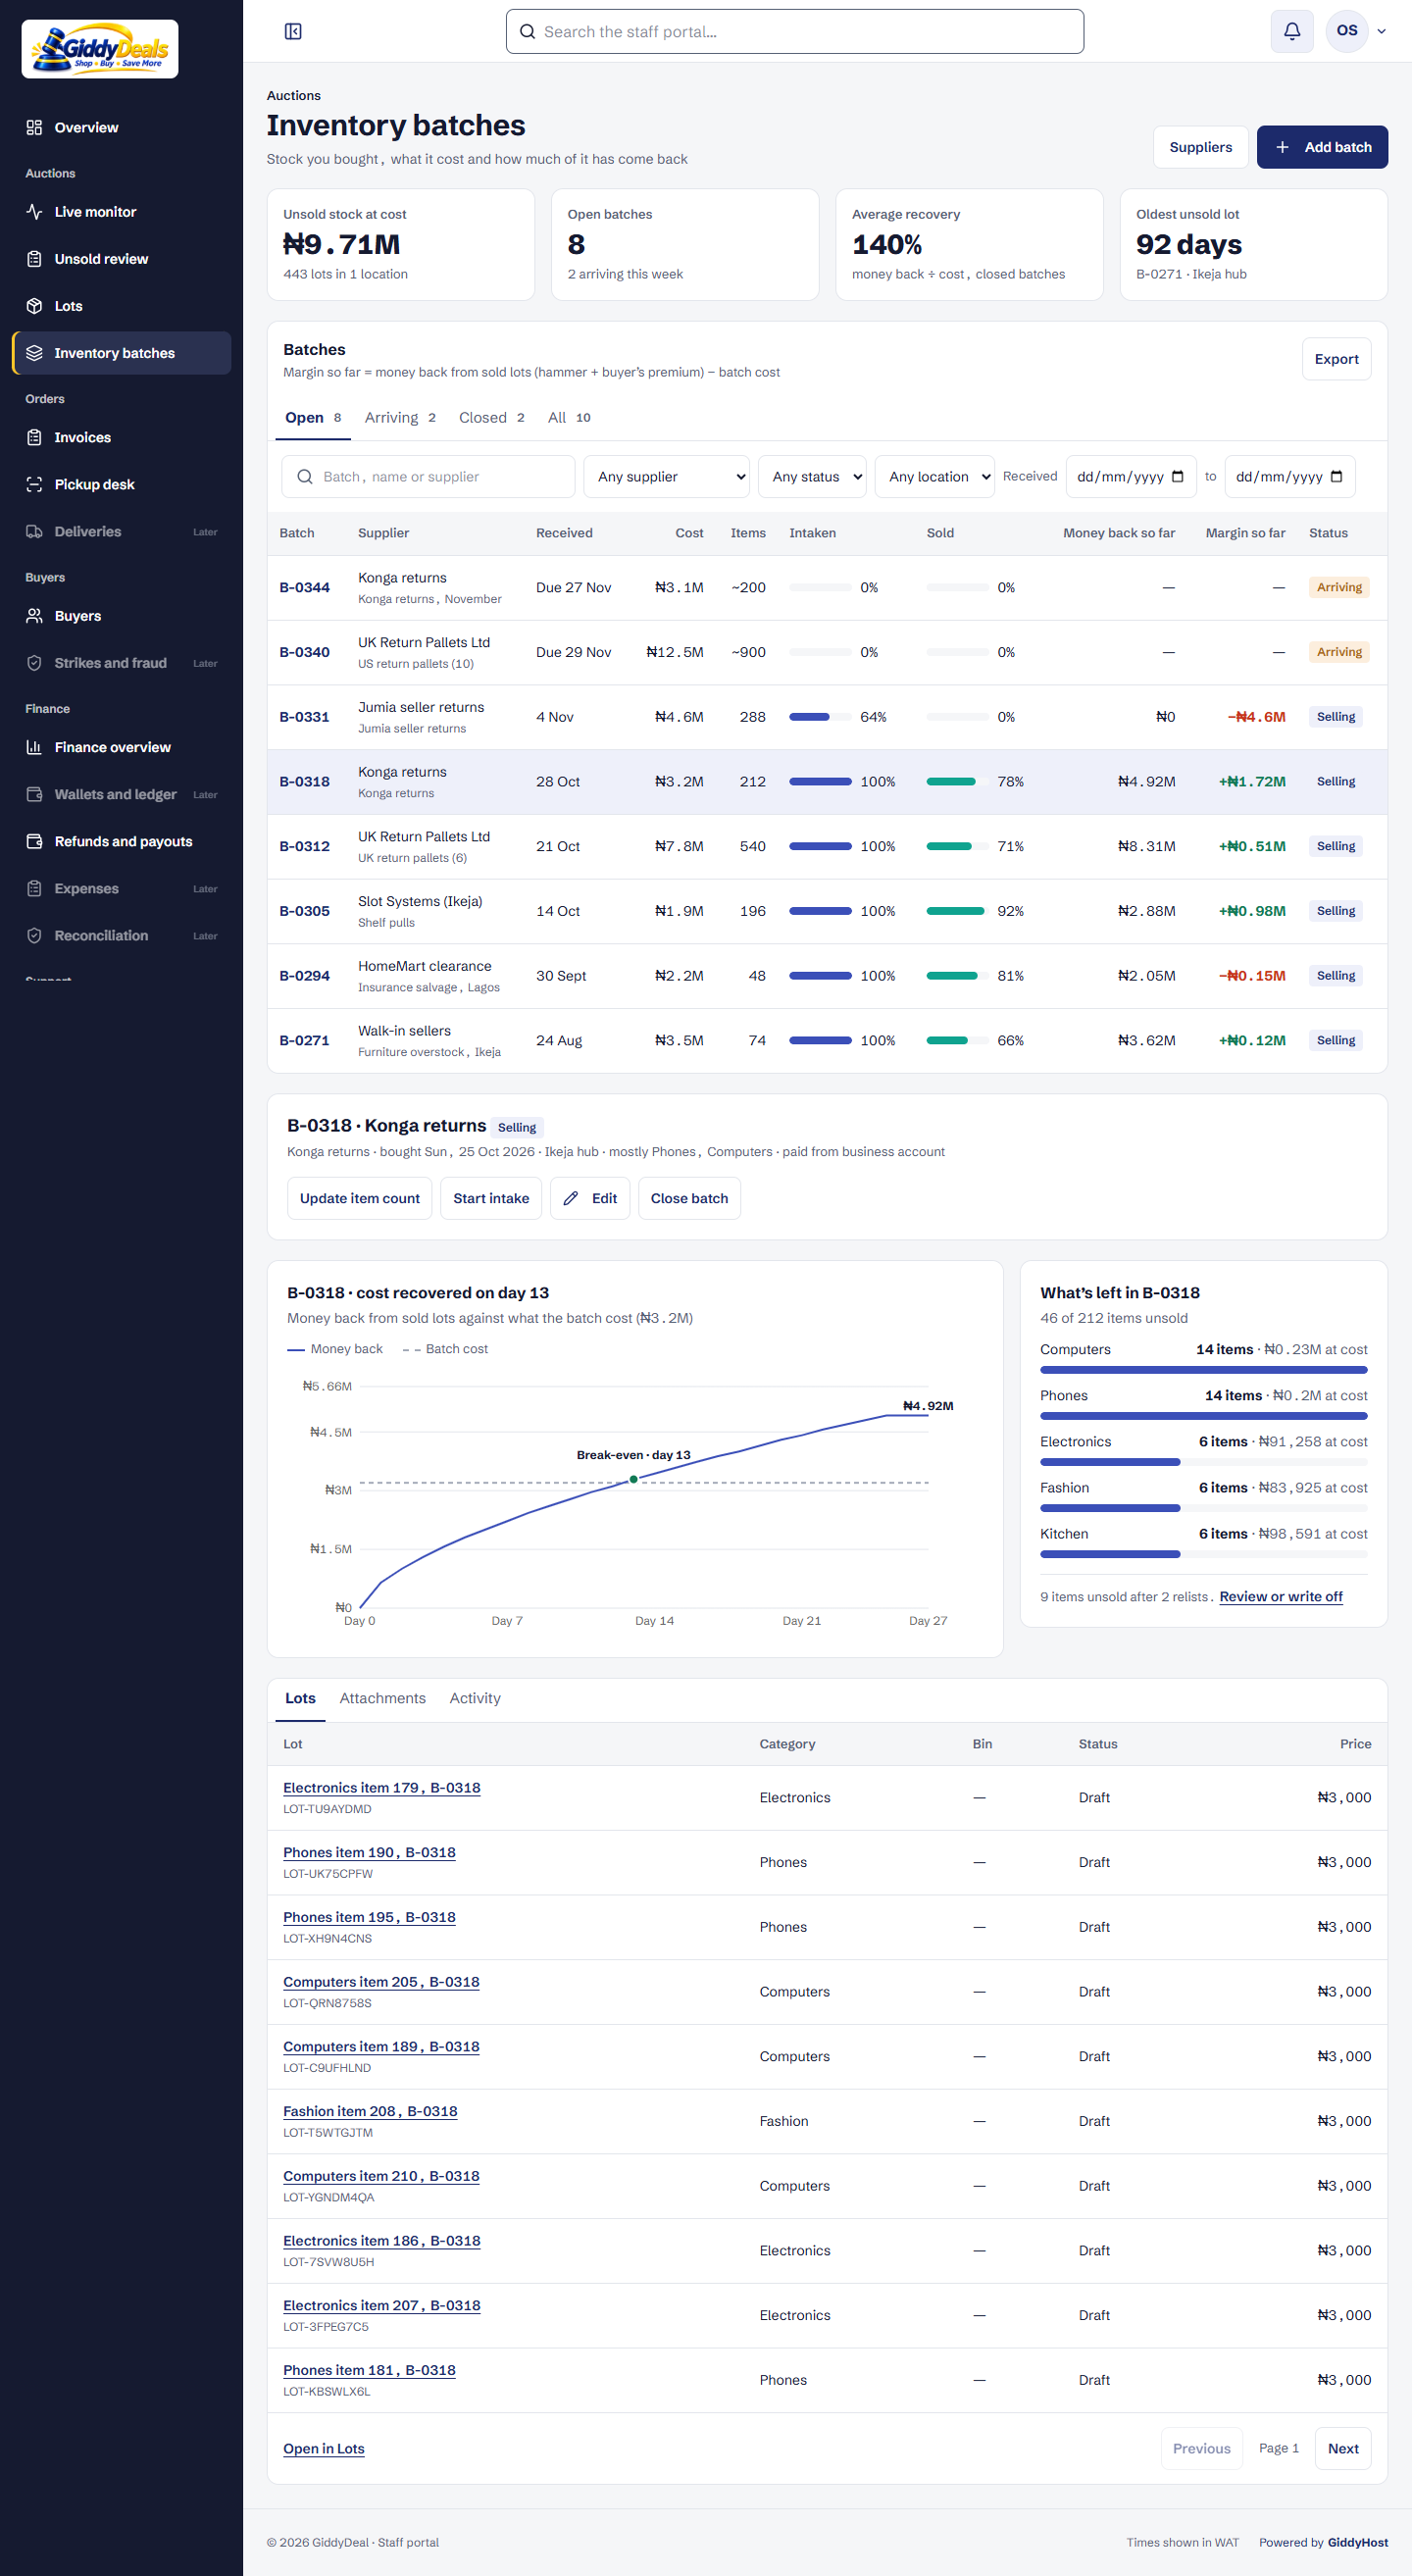 GiddyDeals
Shop • Buy • Save More
Search the staff portal...
OS
Overview
Auctions
Live monitor
Unsold review
Lots
Inventory batches
Orders
Invoices
Pickup desk
Deliveries Later
Buyers
Buyers
Strikes and fraud Later
Finance
Finance overview
Wallets and ledger Later
Refunds and payouts
Expenses Later
Reconciliation Later
Auctions
Inventory batches
Stock you bought, what it cost and how much of it has come back
Suppliers
Add batch
Unsold stock at cost
₦9.71M
443 lots in 1 location
Open batches
8
2 arriving this week
Average recovery
140%
money back ÷ cost, closed batches
Oldest unsold lot
92 days
B-0271 · Ikeja hub
Batches
Margin so far = money back from sold lots (hammer + buyer's premium) − batch cost
Export
Open 8 Arriving 2 Closed 2 All 10
Batch, name or supplier Any supplier Any status Any location Received dd/mm/yyyy to dd/mm/yyyy
Batch Supplier Received Cost Items Intaken Sold Money back so far Margin so far Status
B-0344 Konga returns Due 27 Nov ₦3.1M ~200 0% 0% — — Arriving
Konga returns, November
B-0340 UK Return Pallets Ltd Due 29 Nov ₦12.5M ~900 0% 0% — — Arriving
US return pallets (10)
B-0331 Jumia seller returns 4 Nov ₦4.6M 288 64% 0% ₦0 −₦4.6M Selling
Jumia seller returns
B-0318 Konga returns 28 Oct ₦3.2M 212 100% 78% ₦4.92M +₦1.72M Selling
Konga returns
B-0312 UK Return Pallets Ltd 21 Oct ₦7.8M 540 100% 71% ₦8.31M +₦0.51M Selling
UK return pallets (6)
B-0305 Slot Systems (Ikeja) 14 Oct ₦1.9M 196 100% 92% ₦2.88M +₦0.98M Selling
Shelf pulls
B-0294 HomeMart clearance 30 Sept ₦2.2M 48 100% 81% ₦2.05M −₦0.15M Selling
Insurance salvage, Lagos
B-0271 Walk-in sellers 24 Aug ₦3.5M 74 100% 66% ₦3.62M +₦0.12M Selling
Furniture overstock, Ikeja
B-0318 · Konga returns Selling
Konga returns · bought Sun, 25 Oct 2026 · Ikeja hub · mostly Phones, Computers · paid from business account
Update item count Start intake Edit Close batch
B-0318 · cost recovered on day 13
Money back from sold lots against what the batch cost (₦3.2M)
Money back Batch cost
₦5.66M
₦4.92M
₦4.5M
Break-even · day 13
₦3M
₦1.5M
₦0
Day 0 Day 7 Day 14 Day 21 Day 27
What's left in B-0318
46 of 212 items unsold
Computers 14 items · ₦0.23M at cost
Phones 14 items · ₦0.2M at cost
Electronics 6 items · ₦91,258 at cost
Fashion 6 items · ₦83,925 at cost
Kitchen 6 items · ₦98,591 at cost
9 items unsold after 2 relists. Review or write off
Lots Attachments Activity
Lot Category Bin Status Price
Electronics item 179, B-0318 Electronics — Draft ₦3,000
LOT-TU9AYDMD
Phones item 190, B-0318 Phones — Draft ₦3,000
LOT-UK75CPFW
Phones item 195, B-0318 Phones — Draft ₦3,000
LOT-XH9N4CNS
Computers item 205, B-0318 Computers — Draft ₦3,000
LOT-QRN8758S
Computers item 189, B-0318 Computers — Draft ₦3,000
LOT-C9UFHLND
Fashion item 208, B-0318 Fashion — Draft ₦3,000
LOT-T5WTGJTM
Computers item 210, B-0318 Computers — Draft ₦3,000
LOT-YGNDM4QA
Electronics item 186, B-0318 Electronics — Draft ₦3,000
LOT-7SVW8U5H
Electronics item 207, B-0318 Electronics — Draft ₦3,000
LOT-3FPEG7C5
Phones item 181, B-0318 Phones — Draft ₦3,000
LOT-KBSWLX6L
Open in Lots Previous Page 1 Next
© 2026 GiddyDeal · Staff portal Times shown in WAT Powered by GiddyHost